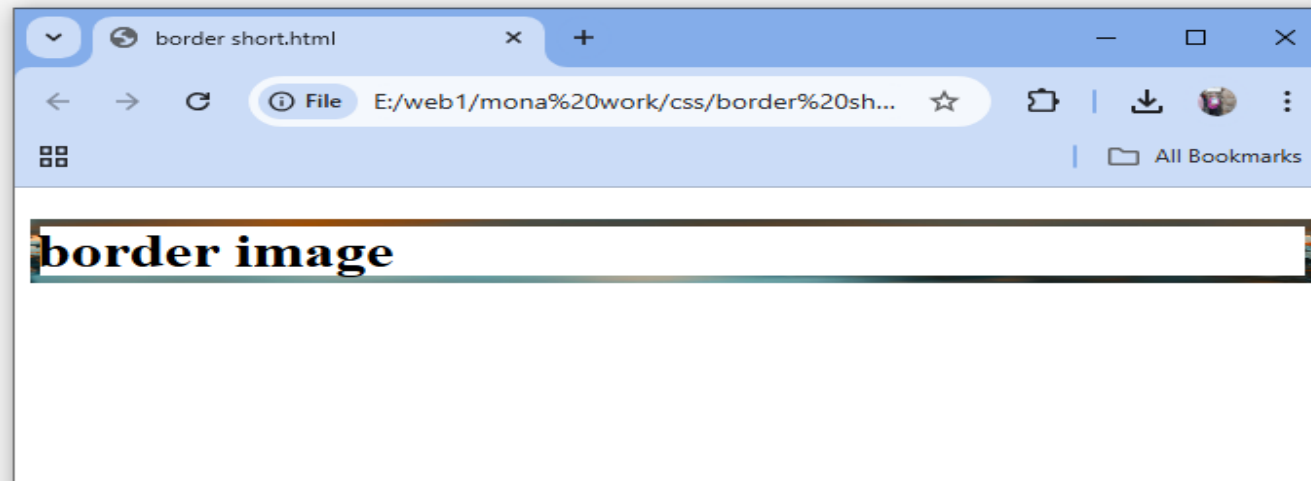 border short.html
File E:/web1/mona%20work/css/border%20sh...
All Bookmarks
border image